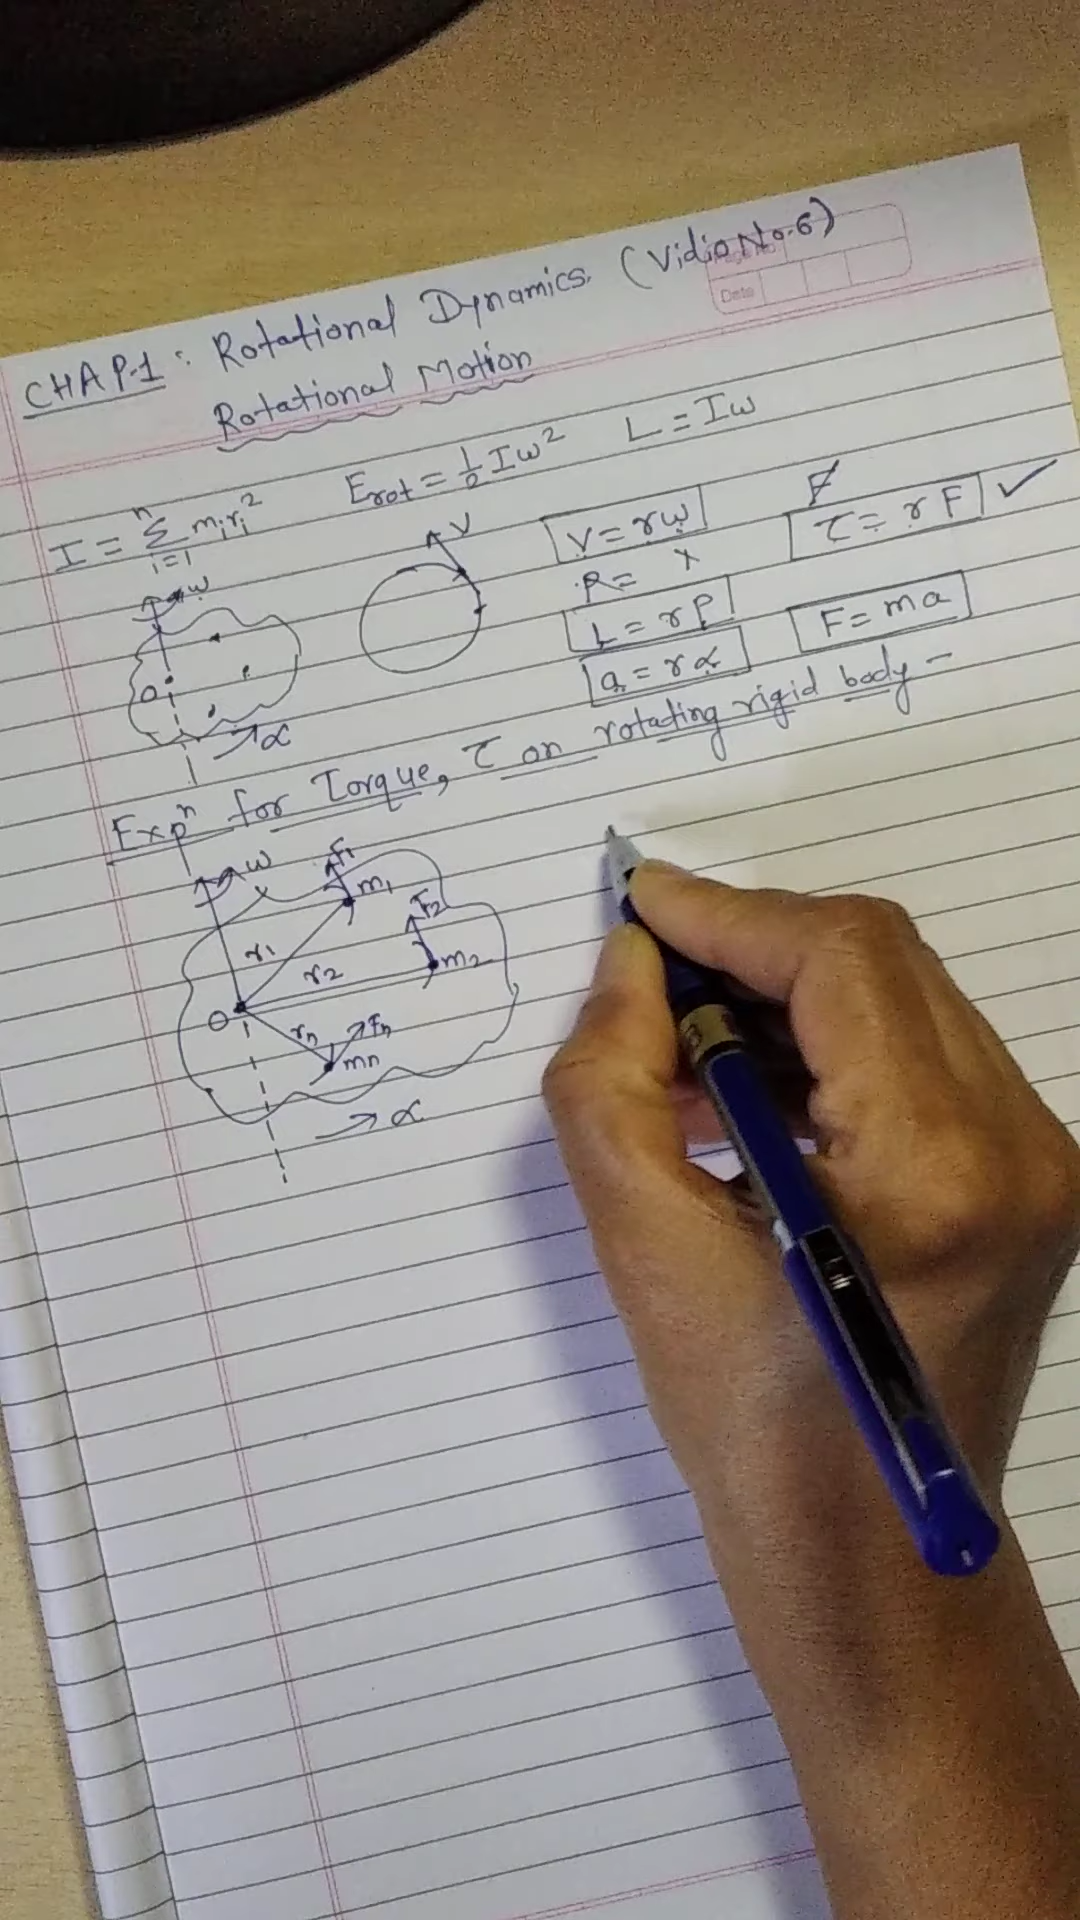 CHAP-1: Rotational Dynamics. (Vidio No.6)
Date
Rotational Motion
I = n Σ i=1 mᵢrᵢ² Erot = ½Iω² L = Iω
ω
O
α
V
V = rω
P = X
L = rp
a = rα
F
τ = rF ✓
F = ma
Expⁿ for Torque, τ on rotating rigid body -
ω
F1
m1
F2
r1
r2
m2
O
rn
Fn
mn
α